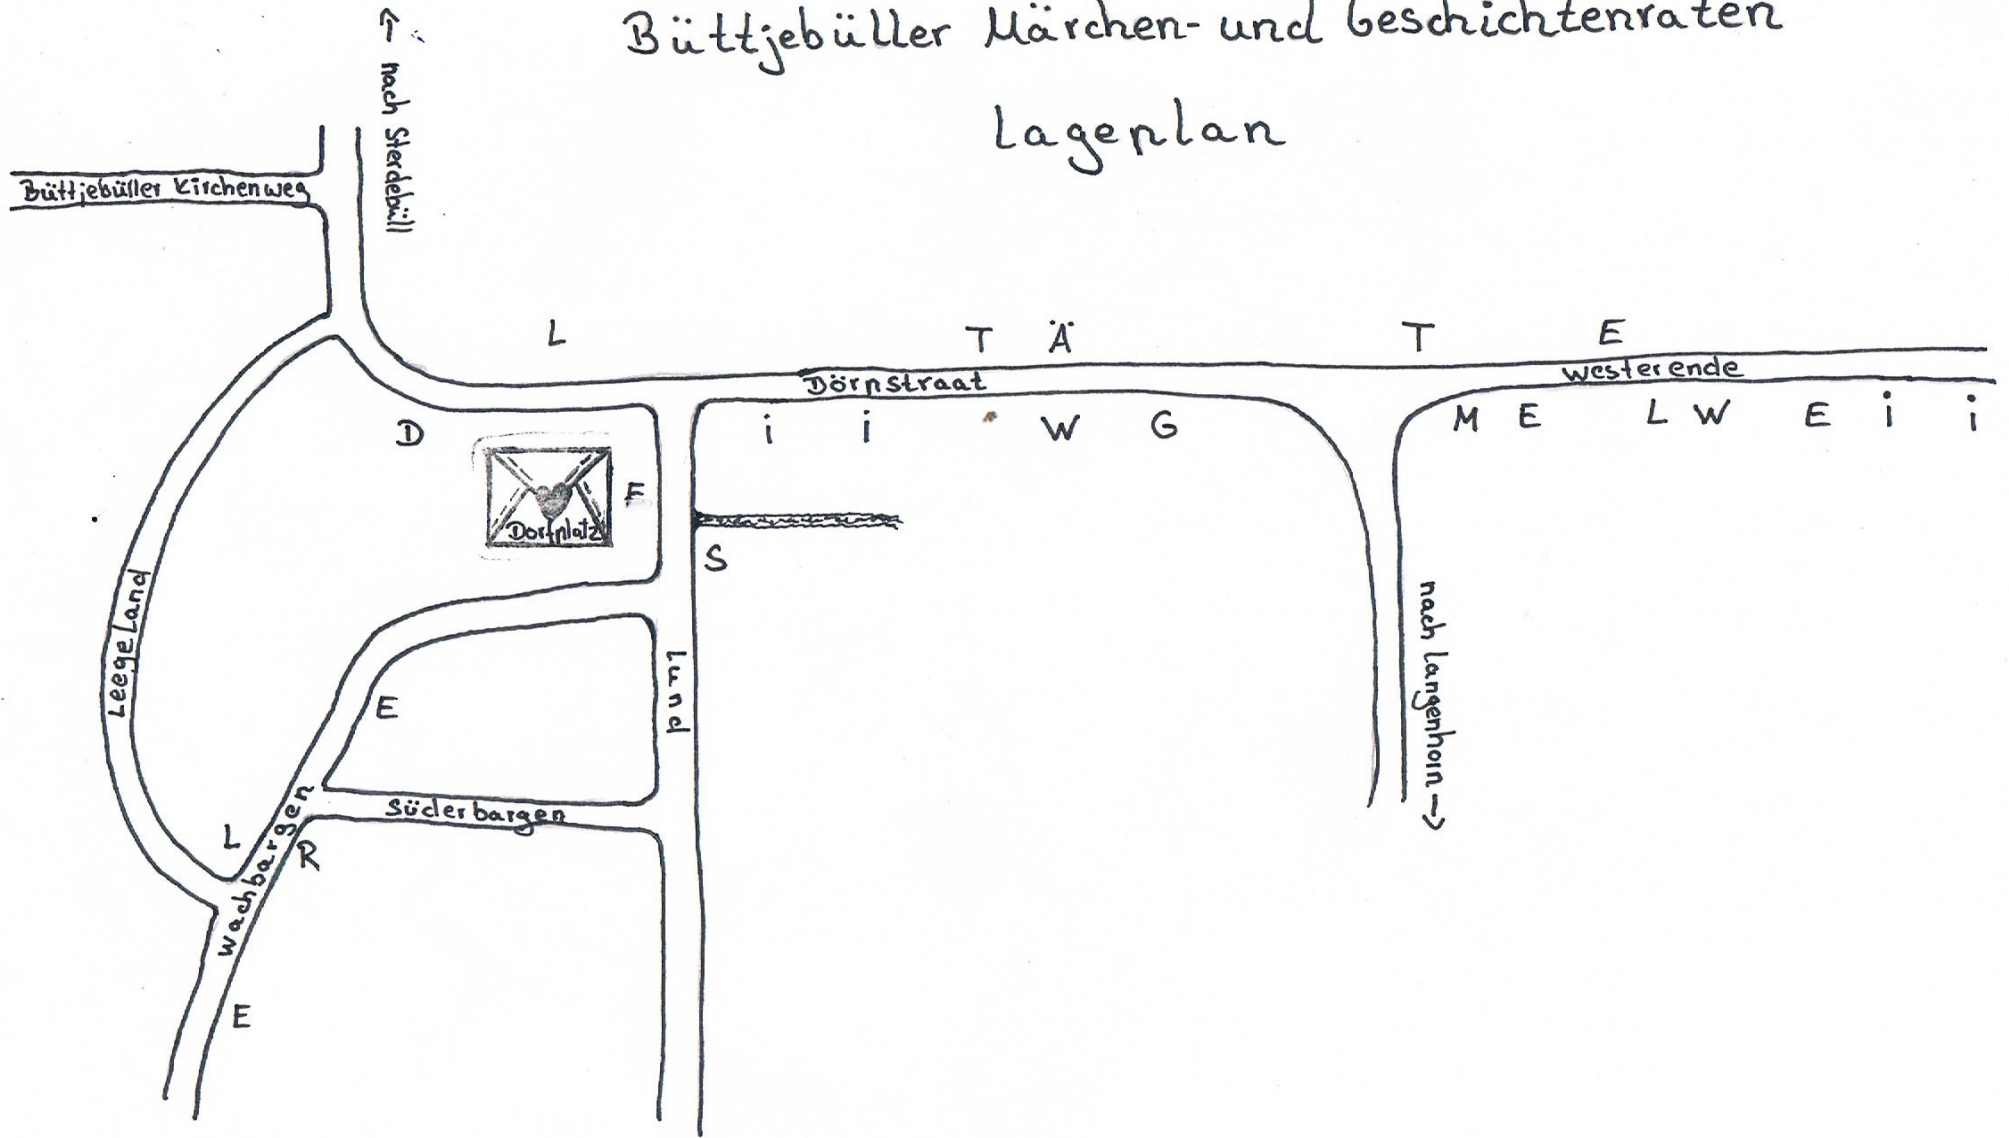 Büttjebüller Märchen- und Geschichtenraten
Lageplan
↑ nach Sterdebüll
Büttjebüller Kirchenweg
L T Ä T E
Dörnstraat
Westerende
D i i W G M E L W E i i
F
Dorfplatz
S
Leegeland
Lund
nach Langenhorn →
E
Süderbargen
L
R
Wachbargen
E